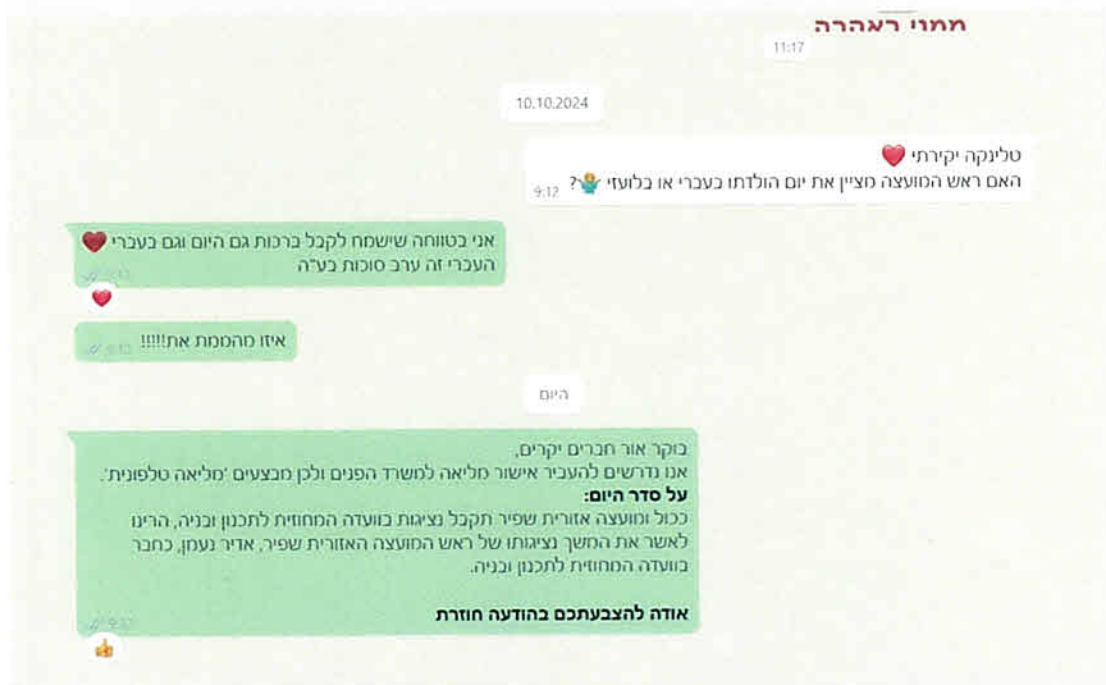 ממוי ראהרה
11:17
10.10.2024
טלינקה יקירתי ❤️
האם ראש המועצה מציין את יום הולדתו בעברי או בלועזי 🤷‍♂️?
9:12
אני בטווחה שישמח לקבל ברכות גם היום וגם בעברי ❤️
העברי זה ערב סוכות בע״ה
❤️
איזו מהממת את!!!!!
היום
בוקר אור חברים יקרים,
אנו נדרשים להעביר אישור מליאה למשרד הפנים ולכן מבצעים 'מליאה טלפונית'.
על סדר היום:
ככול ומועצה אזורית שפיר תקבל נציגות בוועדה המחוזית לתכנון ובניה, הרינו
לאשר את המשך נציגותו של ראש המועצה האזורית שפיר, אדיר נעמן, כחבר
בוועדה המחוזית לתכנון ובניה.
אודה להצבעתכם בהודעה חוזרת
👍